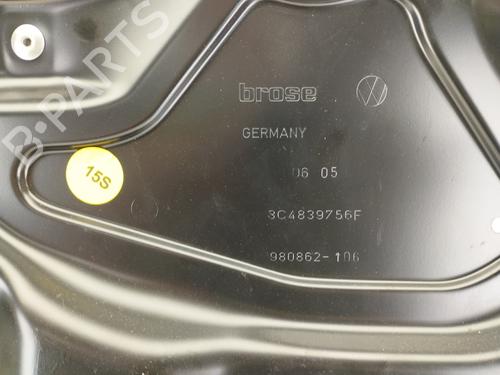 B-PARTS
brose
GERMANY
06 05
15S
3C4839756F
980862-106